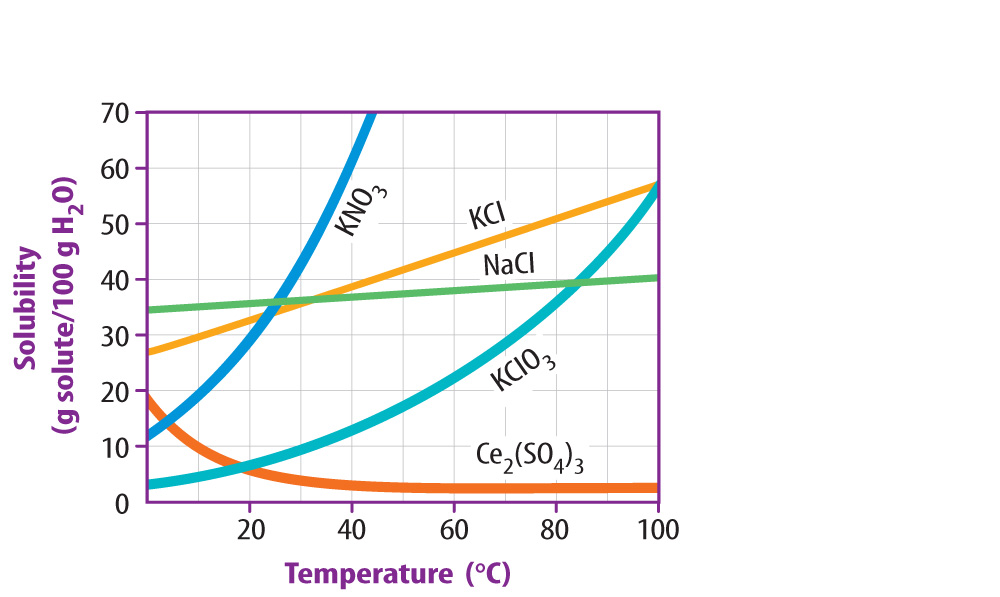 Solubility
(g solute/100 g H₂O)
70
60
50
40
30
20
10
0
KNO₃
KCl
NaCl
KClO₃
Ce₂(SO₄)₃
20 40 60 80 100
Temperature (°C)